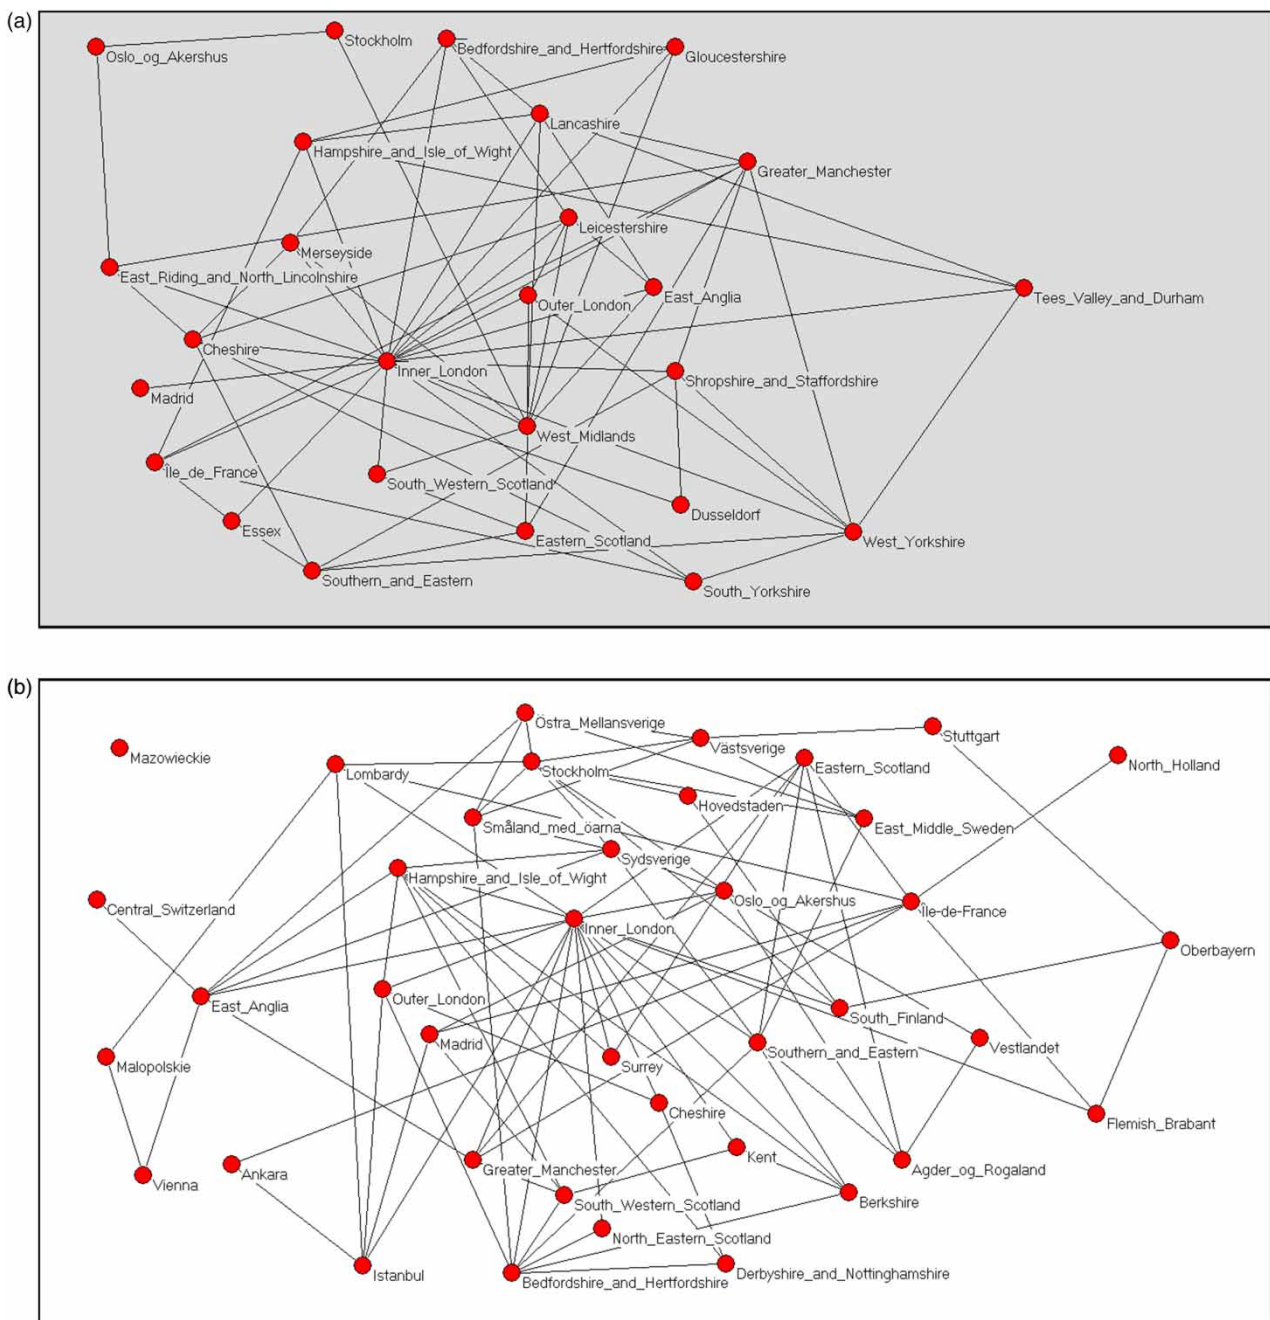 (a)
Oslo_og_Akershus
Stockholm
Bedfordshire_and_Hertfordshire
Gloucestershire
Lancashire
Hampshire_and_Isle_of_Wight
Greater_Manchester
Leicestershire
Merseyside
East_Riding_and_North_Lincolnshire
East_Anglia
Outer_London
Tees_Valley_and_Durham
Cheshire
Inner_London
Shropshire_and_Staffordshire
Madrid
West_Midlands
Île_de_France
South_Western_Scotland
Dusseldorf
Essex
Eastern_Scotland
West_Yorkshire
Southern_and_Eastern
South_Yorkshire
(b)
Östra_Mellansverige
Västsverige
Stuttgart
Mazowieckie
Lombardy
Stockholm
Eastern_Scotland
North_Holland
Hovedstaden
Småland_med_öarna
East_Middle_Sweden
Sydsverige
Hampshire_and_Isle_of_Wight
Oslo_og_Akershus
Île-de-France
Central_Switzerland
Inner_London
Oberbayern
East_Anglia
Outer_London
South_Finland
Madrid
Southern_and_Eastern
Vestlandet
Malopolskie
Surrey
Cheshire
Flemish_Brabant
Kent
Vienna
Ankara
Greater_Manchester
Agder_og_Rogaland
South_Western_Scotland
Berkshire
North_Eastern_Scotland
Istanbul
Bedfordshire_and_Hertfordshire
Derbyshire_and_Nottinghamshire